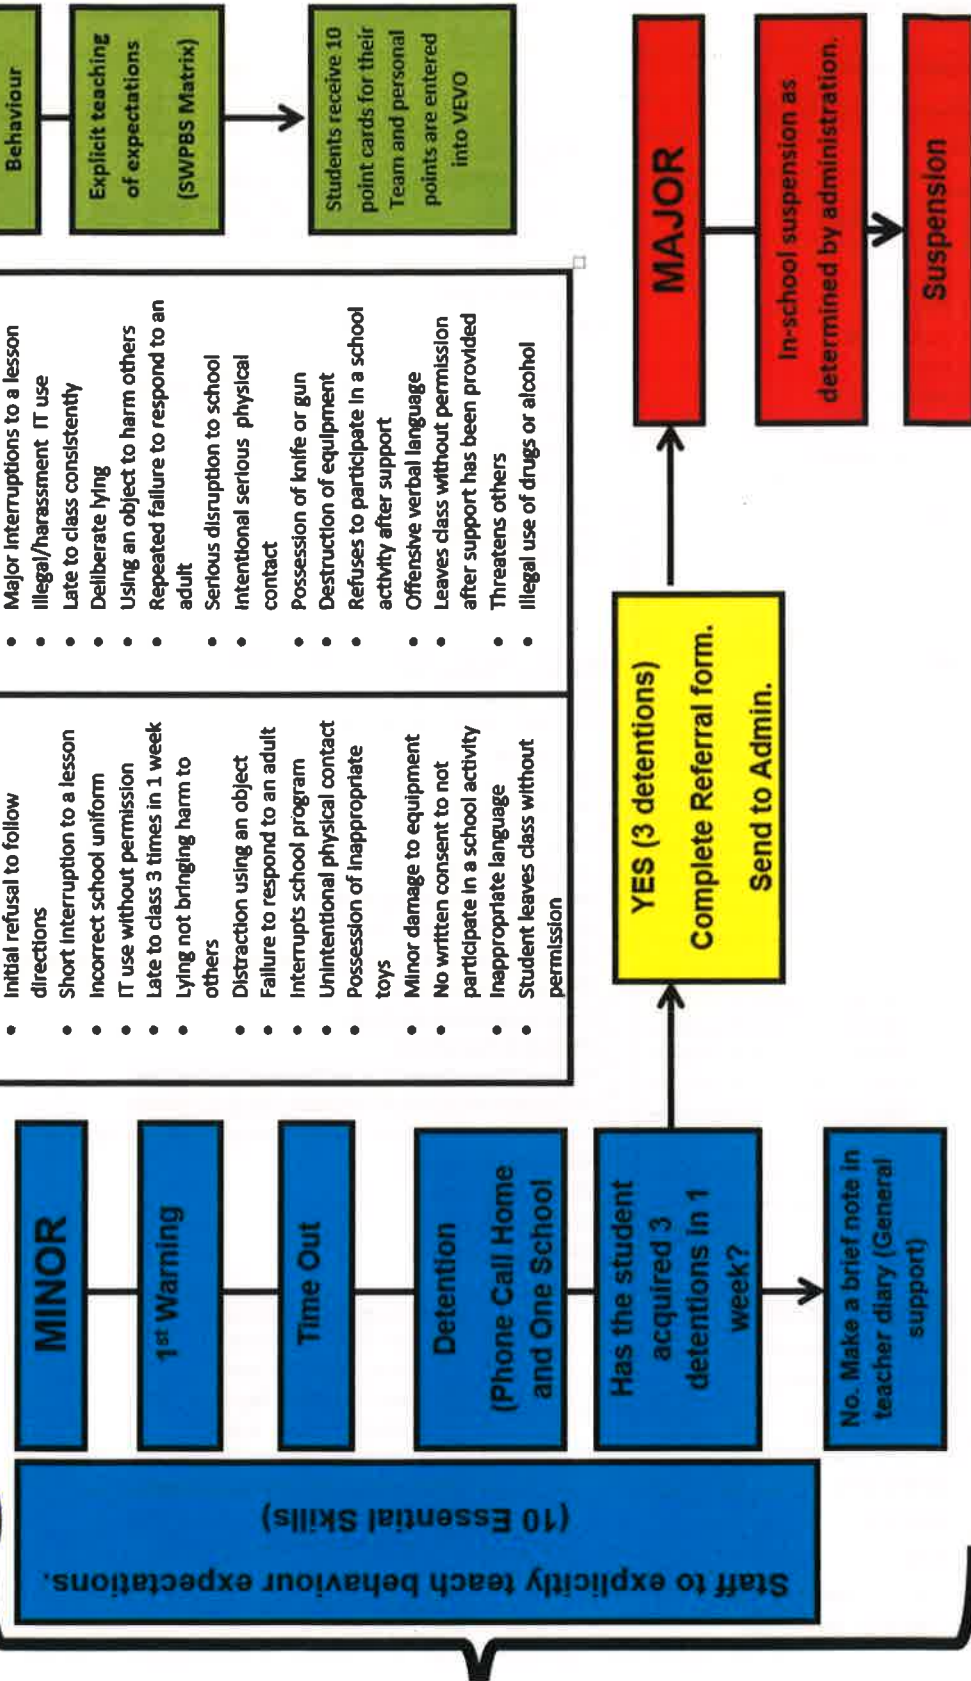 Staff to explicitly teach behaviour expectations.
(10 Essential Skills)
MINOR
1st Warning
Time Out
Detention
(Phone Call Home
and One School
Has the student
acquired 3
detentions in 1
week?
No. Make a brief note in
teacher diary (General
support)
• Initial refusal to follow
directions
• Short interruption to a lesson
• Incorrect school uniform
• IT use without permission
• Late to class 3 times in 1 week
• Lying not bringing harm to
others
• Distraction using an object
• Failure to respond to an adult
• Interrupts school program
• Unintentional physical contact
• Possession of inappropriate
toys
• Minor damage to equipment
• No written consent to not
participate in a school activity
• Inappropriate language
• Student leaves class without
permission
• Major interruptions to a lesson
• Illegal/harassment IT use
• Late to class consistently
• Deliberate lying
• Using an object to harm others
• Repeated failure to respond to an
adult
• Serious disruption to school
• Intentional serious physical
contact
• Possession of knife or gun
• Destruction of equipment
• Refuses to participate in a school
activity after support
• Offensive verbal language
• Leaves class without permission
after support has been provided
• Threatens others
• Illegal use of drugs or alcohol
YES (3 detentions)
Complete Referral form.
Send to Admin.
Behaviour
Explicit teaching
of expectations
(SWPBS Matrix)
Students receive 10
point cards for their
Team and personal
points are entered
into VEVO
MAJOR
In-school suspension as
determined by administration.
Suspension